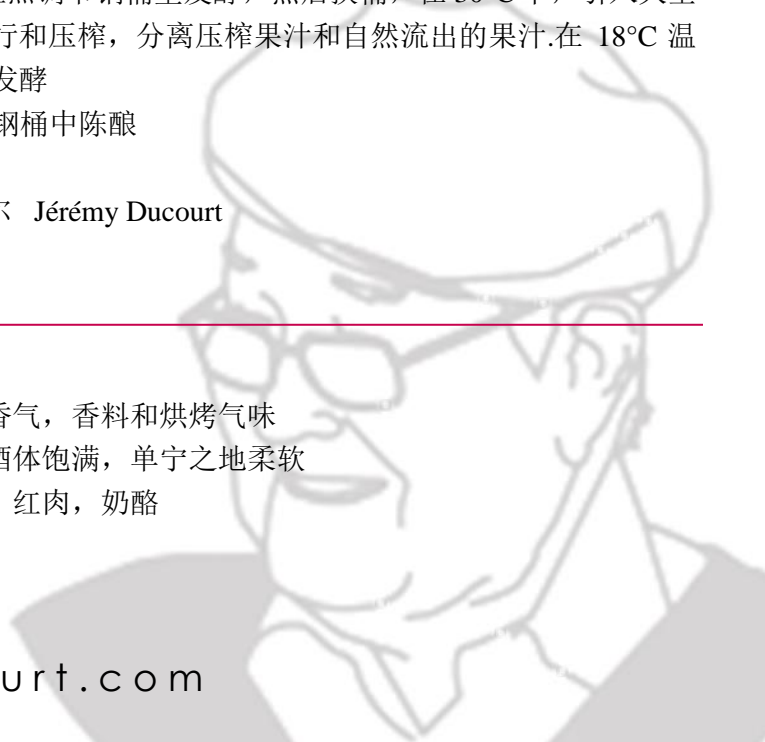 行和压榨，分离压榨果汁和自然流出的果汁.在 18°C 温
发酵
钢桶中陈酿
Jérémy Ducourt
香气，香料和烘烤气味
酒体饱满，单宁之地柔软
红肉，奶酪
urt.com